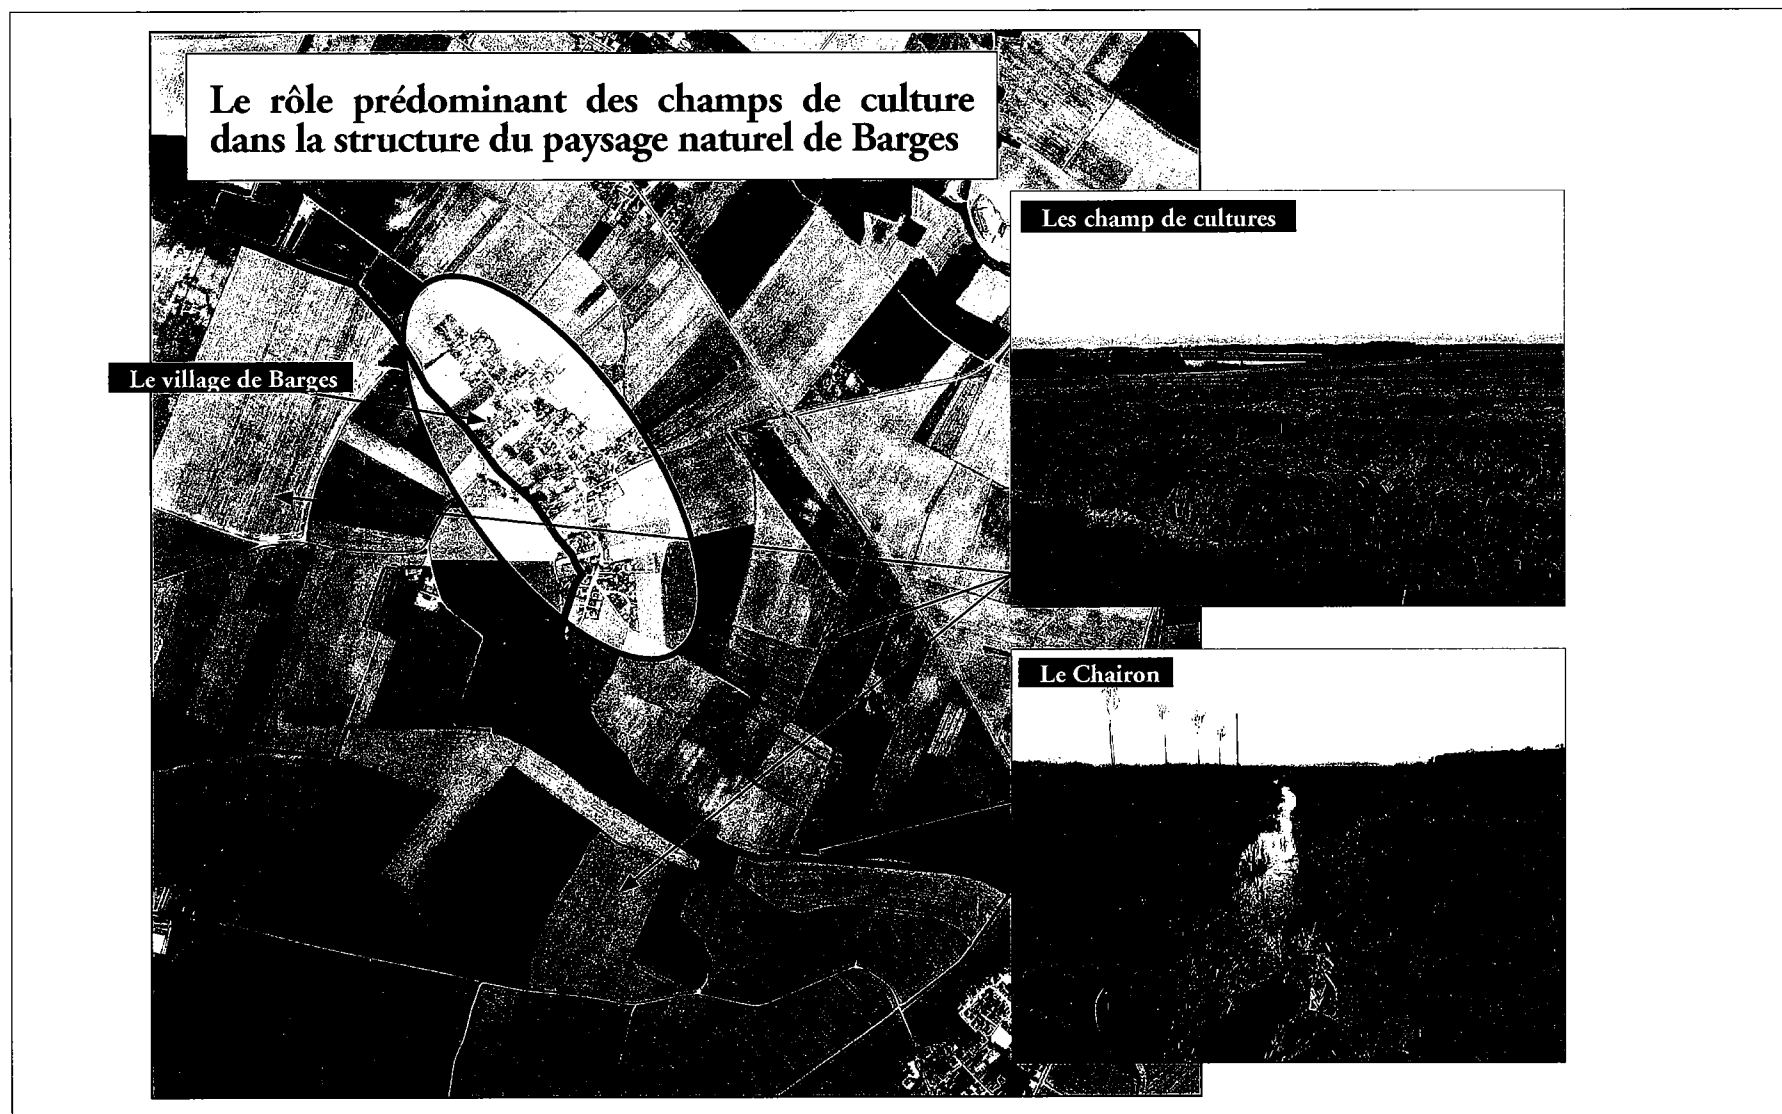 Le rôle prédominant des champs de culture
dans la structure du paysage naturel de Barges
Les champ de cultures
Le village de Barges
Le Chairon